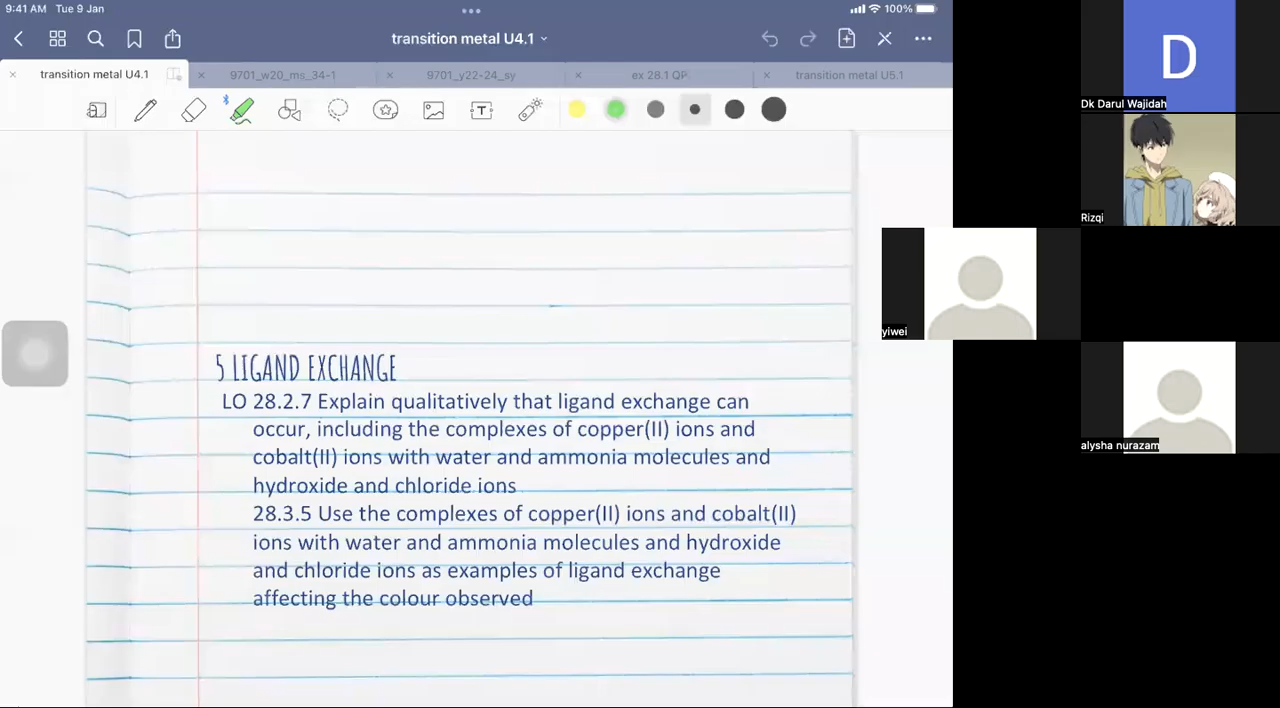 9:41 AM Tue 9 Jan
100%
transition metal U4.1
transition metal U4.1
9701_w20_ms_34-1
9701_y22-24_sy
ex 28.1 QP
transition metal U5.1
5 LIGAND EXCHANGE
LO 28.2.7 Explain qualitatively that ligand exchange can
occur, including the complexes of copper(II) ions and
cobalt(II) ions with water and ammonia molecules and
hydroxide and chloride ions
28.3.5 Use the complexes of copper(II) ions and cobalt(II)
ions with water and ammonia molecules and hydroxide
and chloride ions as examples of ligand exchange
affecting the colour observed
D
Dk Darul Wajidah
Rizqi
yiwei
alysha nurazam